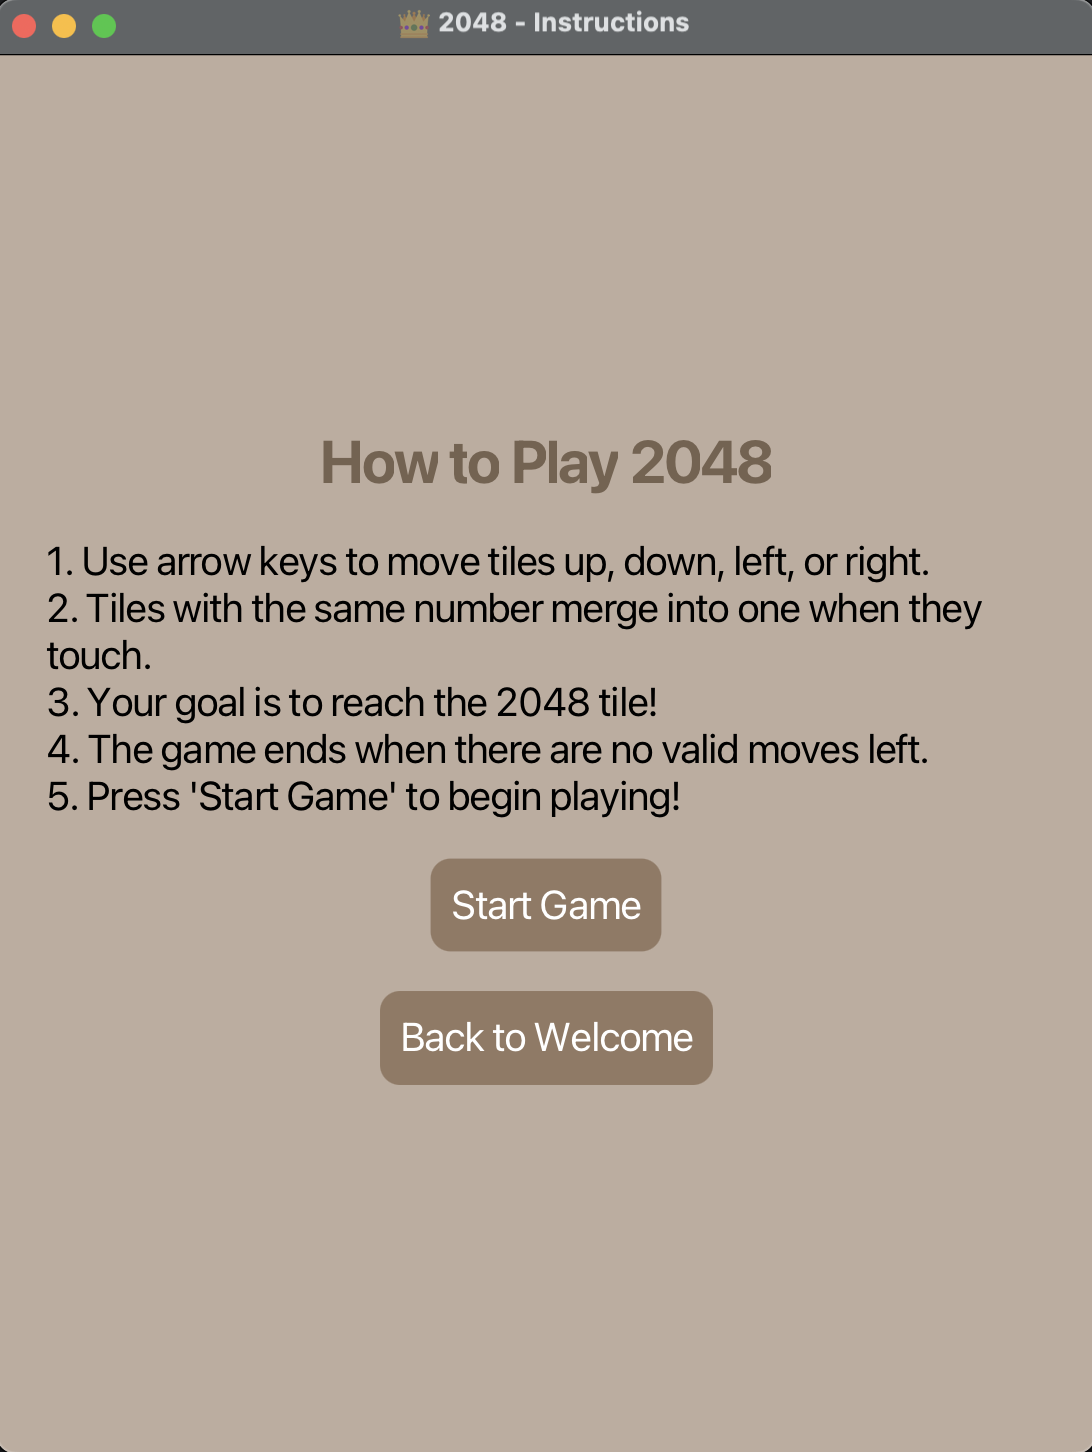 👑 2048 - Instructions
How to Play 2048
1. Use arrow keys to move tiles up, down, left, or right.
2. Tiles with the same number merge into one when they
touch.
3. Your goal is to reach the 2048 tile!
4. The game ends when there are no valid moves left.
5. Press 'Start Game' to begin playing!
Start Game
Back to Welcome